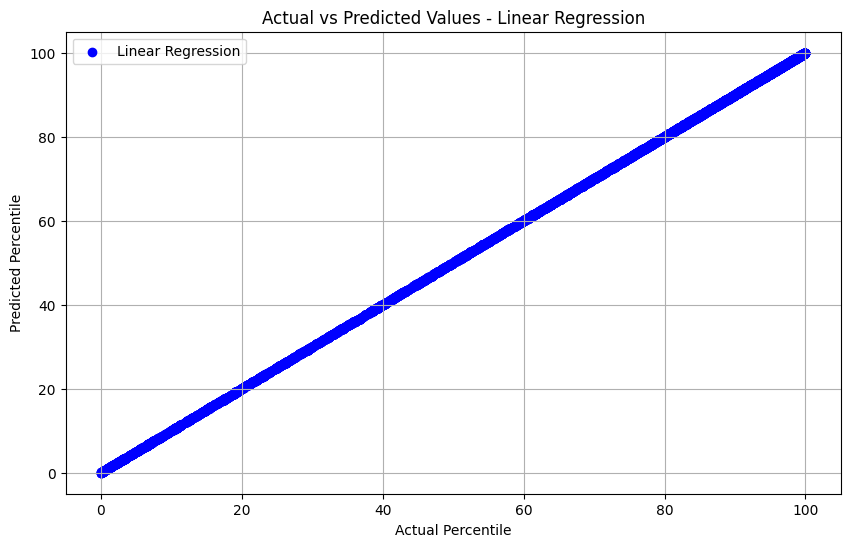 Actual vs Predicted Values - Linear Regression
Linear Regression
100
80
60
40
20
0
Predicted Percentile
0 20 40 60 80 100
Actual Percentile